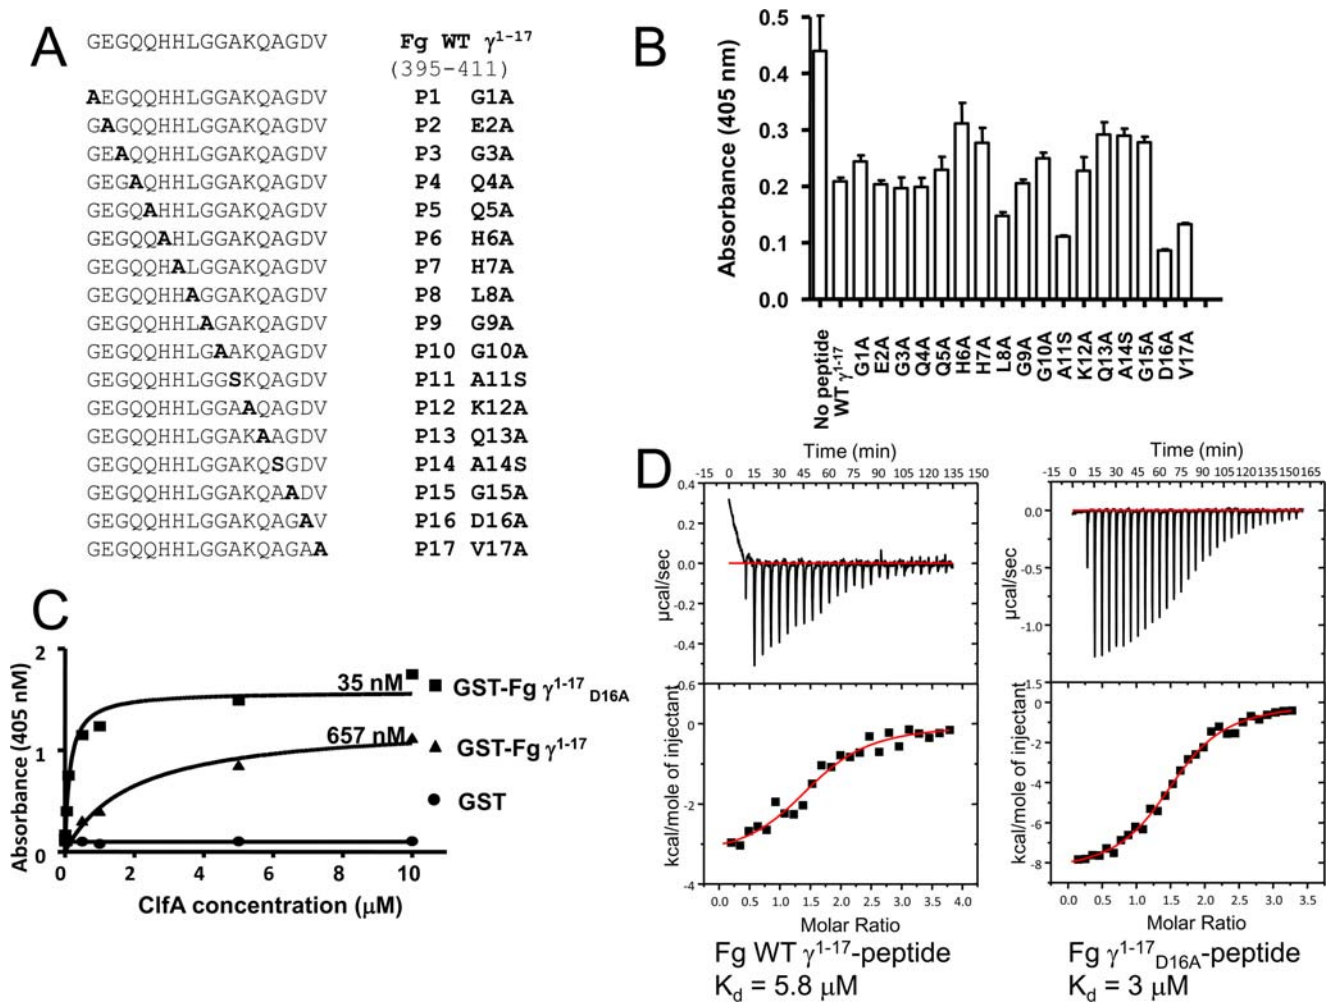 A
GEGQQHHLGGAKQAGDV Fg WT γ1-17
(395-411)
AEGQQHHLGGAKQAGDV P1 G1A
GAGQQHHLGGAKQAGDV P2 E2A
GEAQQHHLGGAKQAGDV P3 G3A
GEGAQHHLGGAKQAGDV P4 Q4A
GEGQAHHLGGAKQAGDV P5 Q5A
GEGQQAHLGGAKQAGDV P6 H6A
GEGQQHALGGAKQAGDV P7 H7A
GEGQQHHAGGAKQAGDV P8 L8A
GEGQQHHLAGAKQAGDV P9 G9A
GEGQQHHLGAAKQAGDV P10 G10A
GEGQQHHLGGSKQAGDV P11 A11S
GEGQQHHLGGAAQAGDV P12 K12A
GEGQQHHLGGAKAAGDV P13 Q13A
GEGQQHHLGGAKQSGDV P14 A14S
GEGQQHHLGGAKQAADV P15 G15A
GEGQQHHLGGAKQAGAV P16 D16A
GEGQQHHLGGAKQAGAA P17 V17A
B
Absorbance (405 nm)
0.5
0.4
0.3
0.2
0.1
0.0
No peptide
WT γ1-17
G1A
E2A
G3A
Q4A
Q5A
H6A
H7A
L8A
G9A
G10A
A11S
K12A
Q13A
A14S
G15A
D16A
V17A
C
Absorbance (405 nM)
2
1
0
0 2 4 6 8 10
ClfA concentration (μM)
35 nM
657 nM
GST-Fg γ1-17 D16A
GST-Fg γ1-17
GST
D
Time (min)
-15 0 15 30 45 60 75 90 105 120 135 150
0.4
0.2
0.0
-0.2
-0.4
-0.6
μcal/sec
0
-2
-4
kcal/mole of injectant
0.0 0.5 1.0 1.5 2.0 2.5 3.0 3.5 4.0
Molar Ratio
Fg WT γ1-17-peptide
Kd = 5.8 μM
Time (min)
-15 0 15 30 45 60 75 90 105 120 135 150 165
0.0
-0.5
-1.0
-1.5
μcal/sec
0
-2
-4
-6
-8
kcal/mole of injectant
0.0 0.5 1.0 1.5 2.0 2.5 3.0 3.5
Molar Ratio
Fg γ1-17 D16A-peptide
Kd = 3 μM